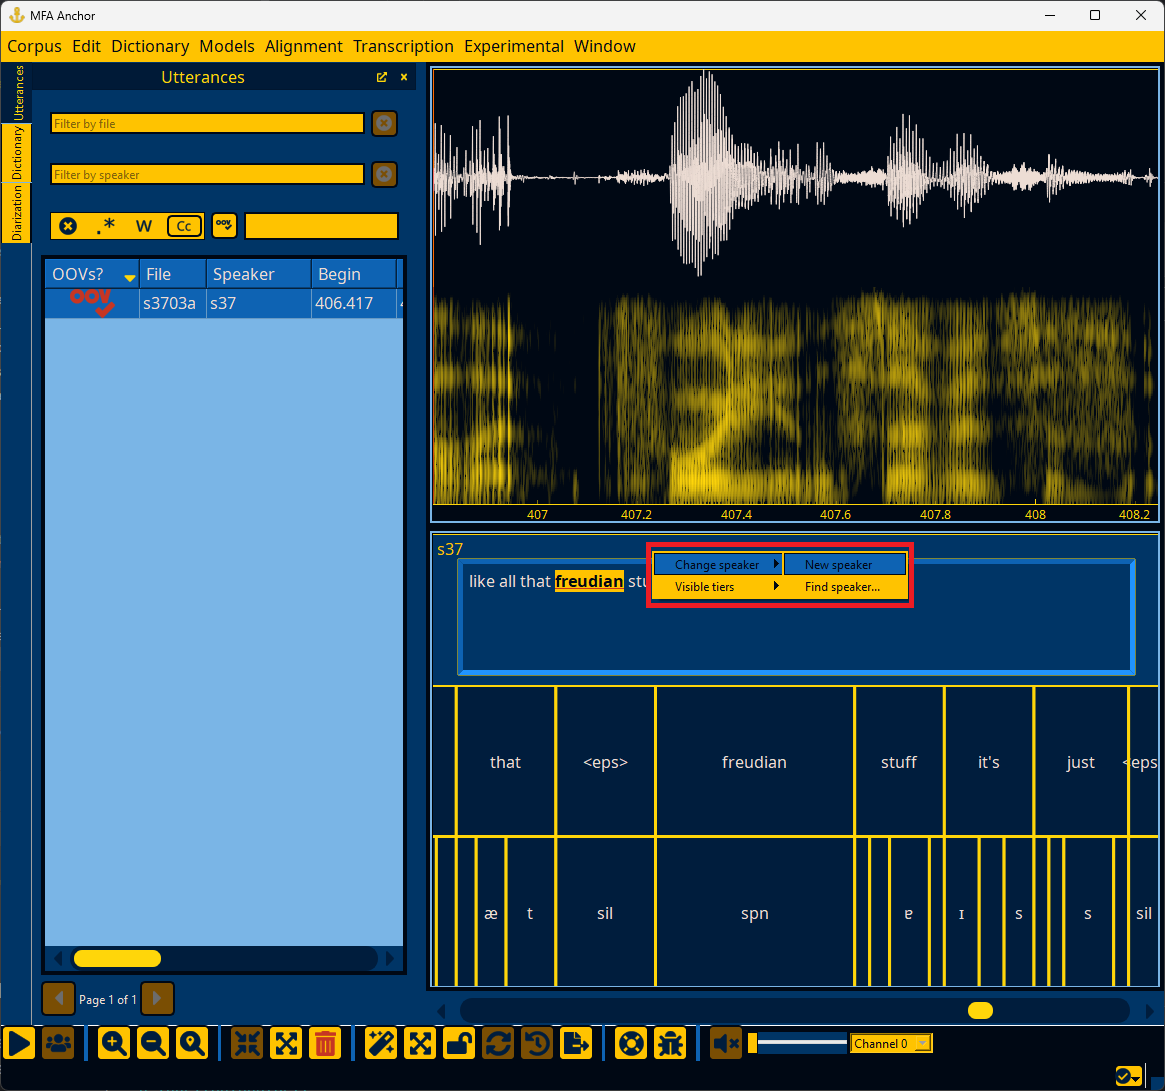 MFA Anchor
Corpus Edit Dictionary Models Alignment Transcription Experimental Window
Utterances
Dictionary
Diarization
Utterances
Filter by file
Filter by speaker
.* W Cc oov
OOVs? File Speaker Begin
oov s3703a s37 406.417
Page 1 of 1
407 407.2 407.4 407.6 407.8 408 408.2
s37
like all that freudian stu
Change speaker New speaker
Visible tiers Find speaker...
that <eps> freudian stuff it's just <eps
æ t sil spn ɐ ɪ s s sil
Channel 0